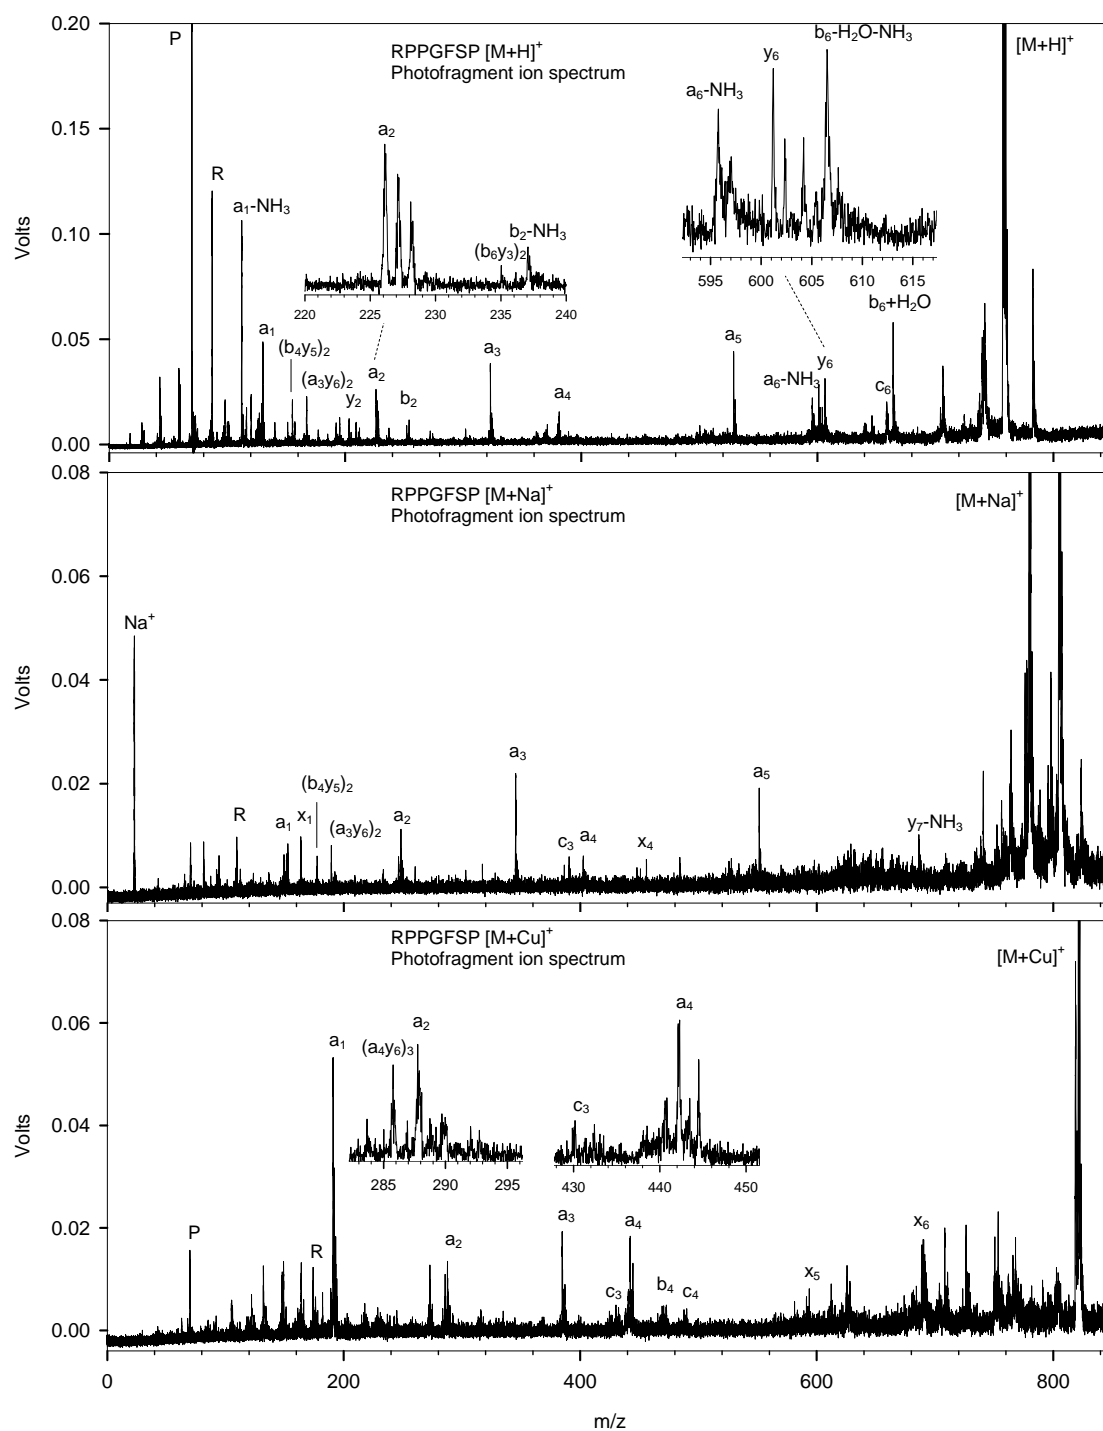 0.20
0.15
0.10
0.05
0.00
Volts
RPPGFSP [M+H]+
Photofragment ion spectrum
P
R
a1-NH3
a1
(b4y5)2
(a3y6)2
y2
a2
b2
a3
a4
a5
a6-NH3
y6
c6
b6+H2O
[M+H]+
a2
(b6y3)2
b2-NH3
220 225 230 235 240
a6-NH3
y6
b6-H2O-NH3
595 600 605 610 615
0.08
0.06
0.04
0.02
0.00
Volts
RPPGFSP [M+Na]+
Photofragment ion spectrum
[M+Na]+
Na+
R
a1
x1
(b4y5)2
(a3y6)2
a2
a3
c3
a4
x4
a5
y7-NH3
0.08
0.06
0.04
0.02
0.00
Volts
RPPGFSP [M+Cu]+
Photofragment ion spectrum
[M+Cu]+
P
R
a1
a2
a3
c3
a4
b4
c4
x5
x6
(a4y6)3
a2
285 290 295
c3
a4
430 440 450
0 200 400 600 800
m/z